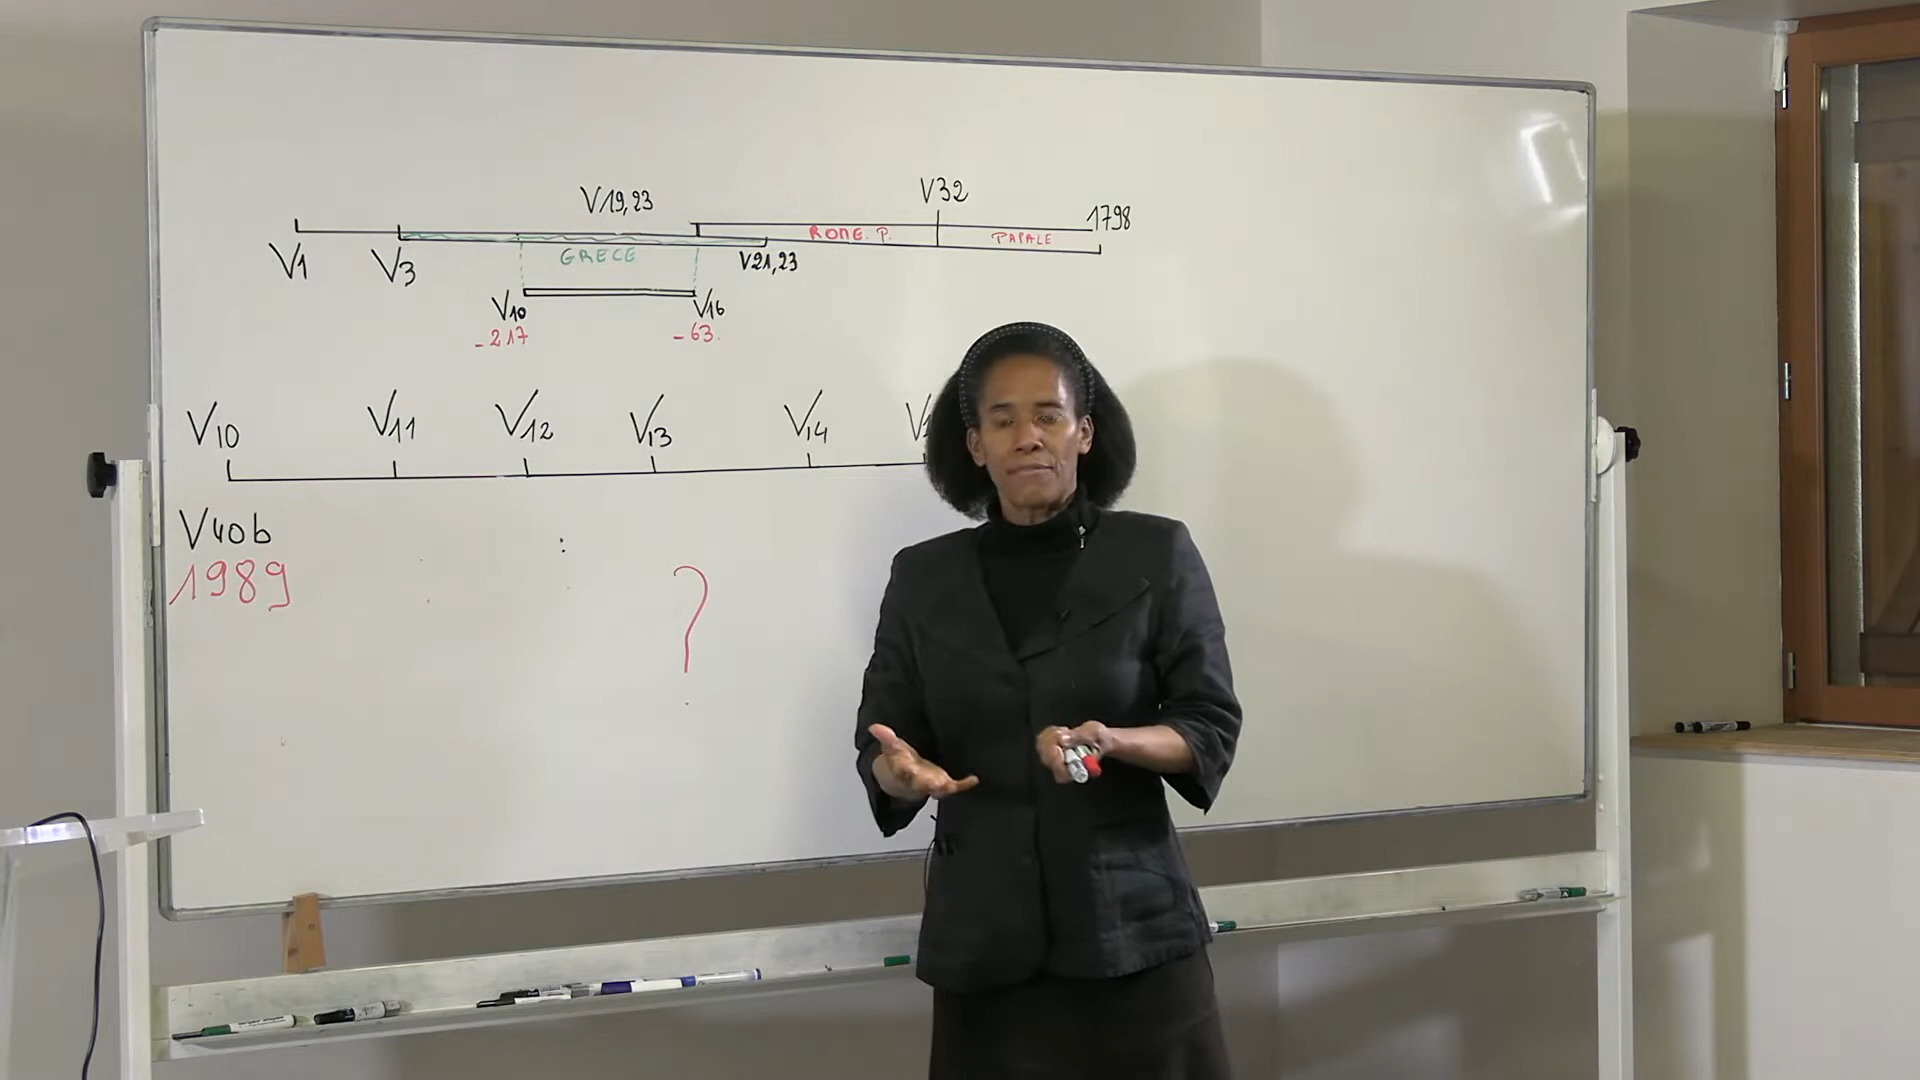 V19,23 V32 1798
V1 V3 GRECE V21,23 ROME. P. PAPALE
V10 V16
-217 -63.
V10 V11 V12 V13 V14
V40b
1989
?